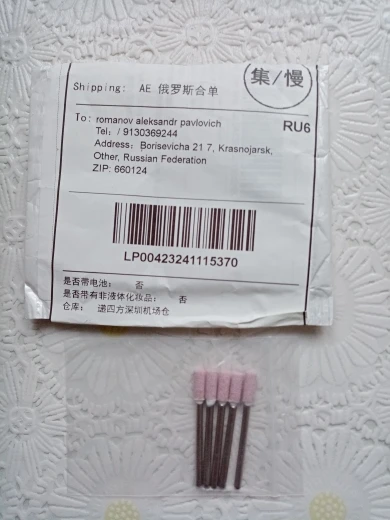 集/慢
Shipping: AE 俄罗斯合单
RU6
To: romanov aleksandr pavlovich
Tel: / 9130369244
Address: Borisevicha 21 7, Krasnojarsk,
Other, Russian Federation
ZIP: 660124
LP00423241115370
是否带电池: 否
是否带有非液体化妆品: 否
仓库: 递四方深圳机场仓